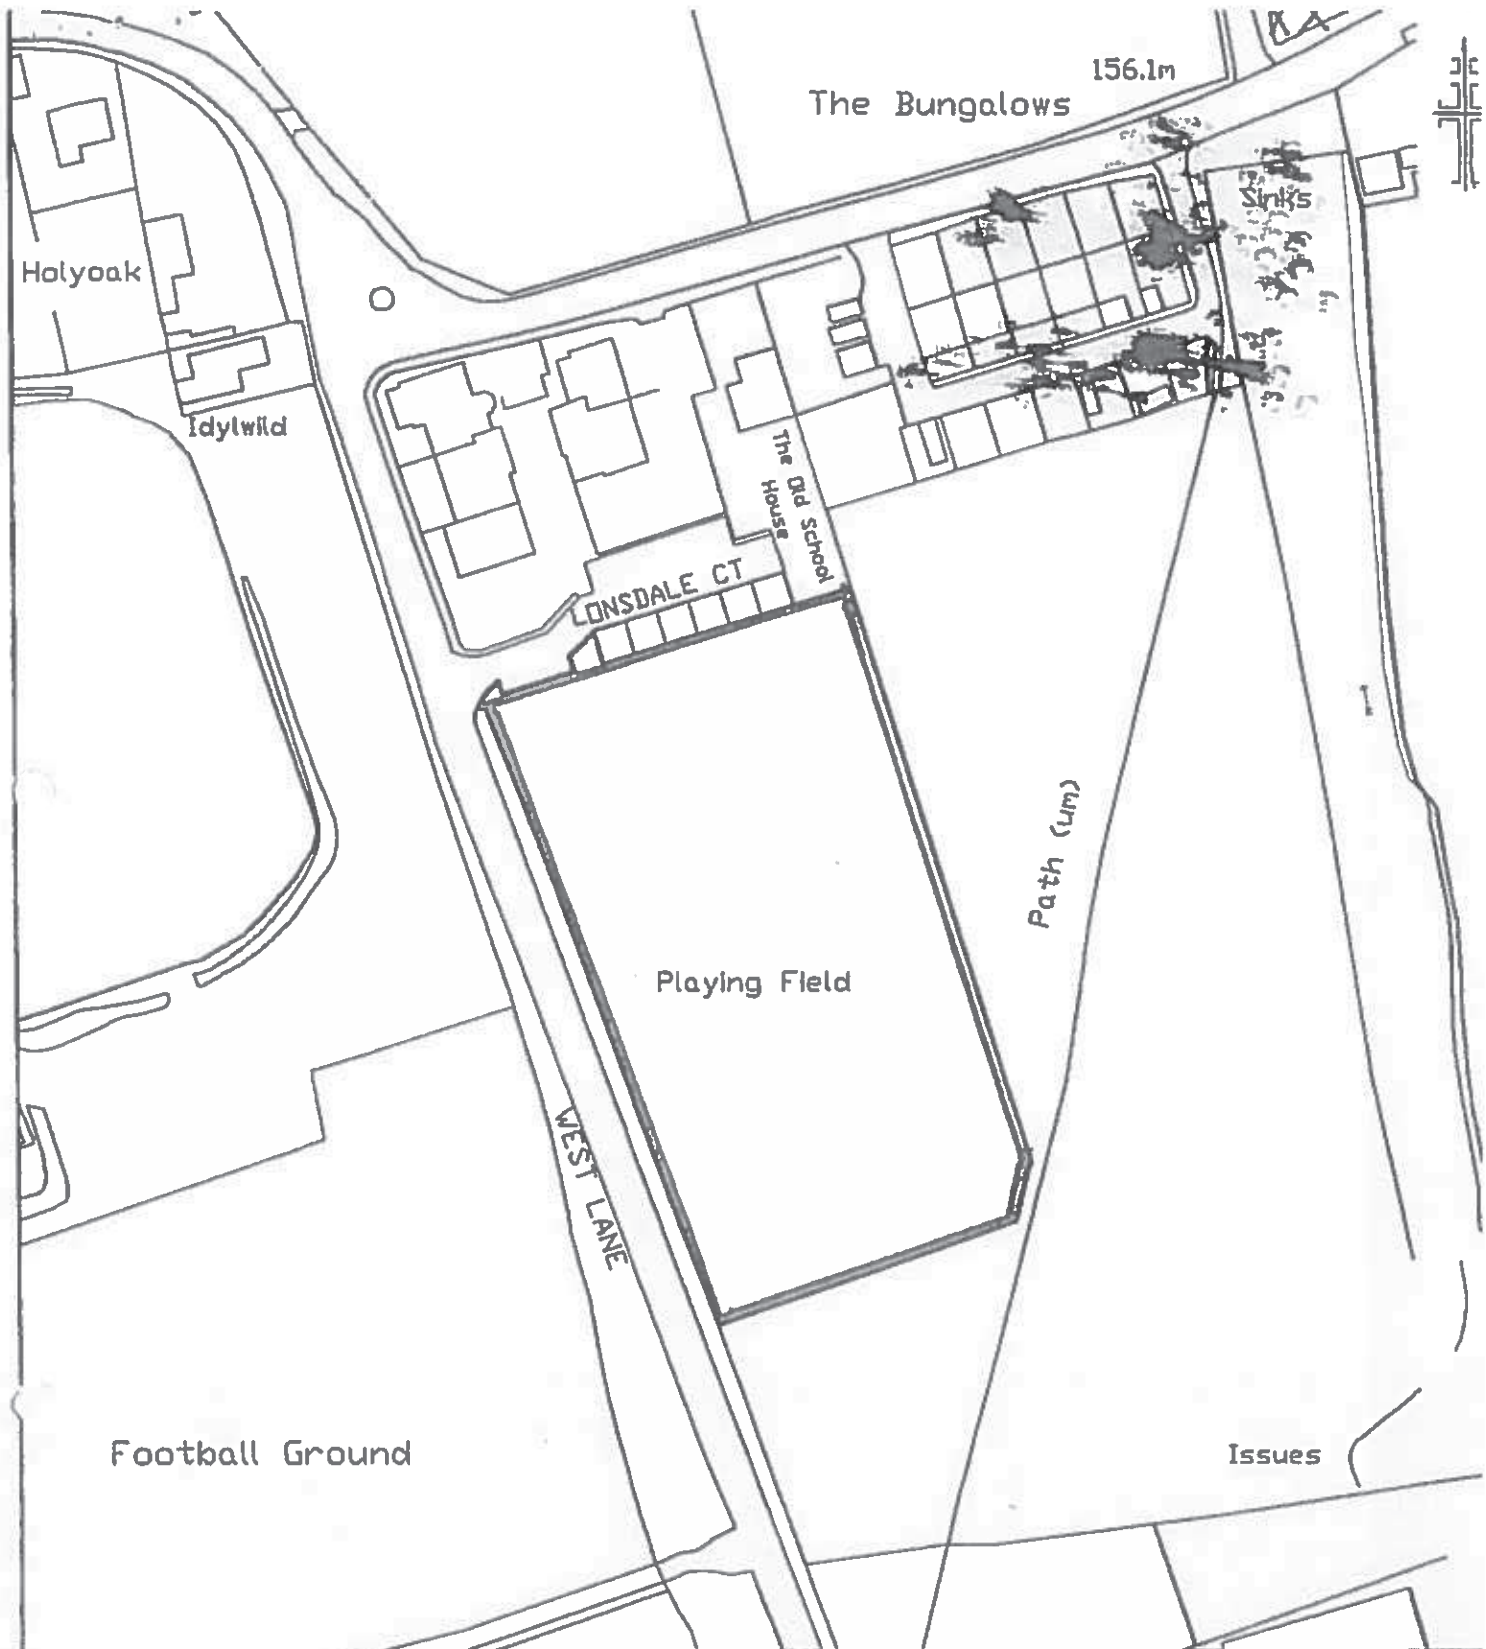 156.1m
The Bungalows
Sinks
Holyoak
Idylwild
The Old School
House
LONSDALE CT
Path (um)
Playing Field
WEST LANE
Football Ground
Issues